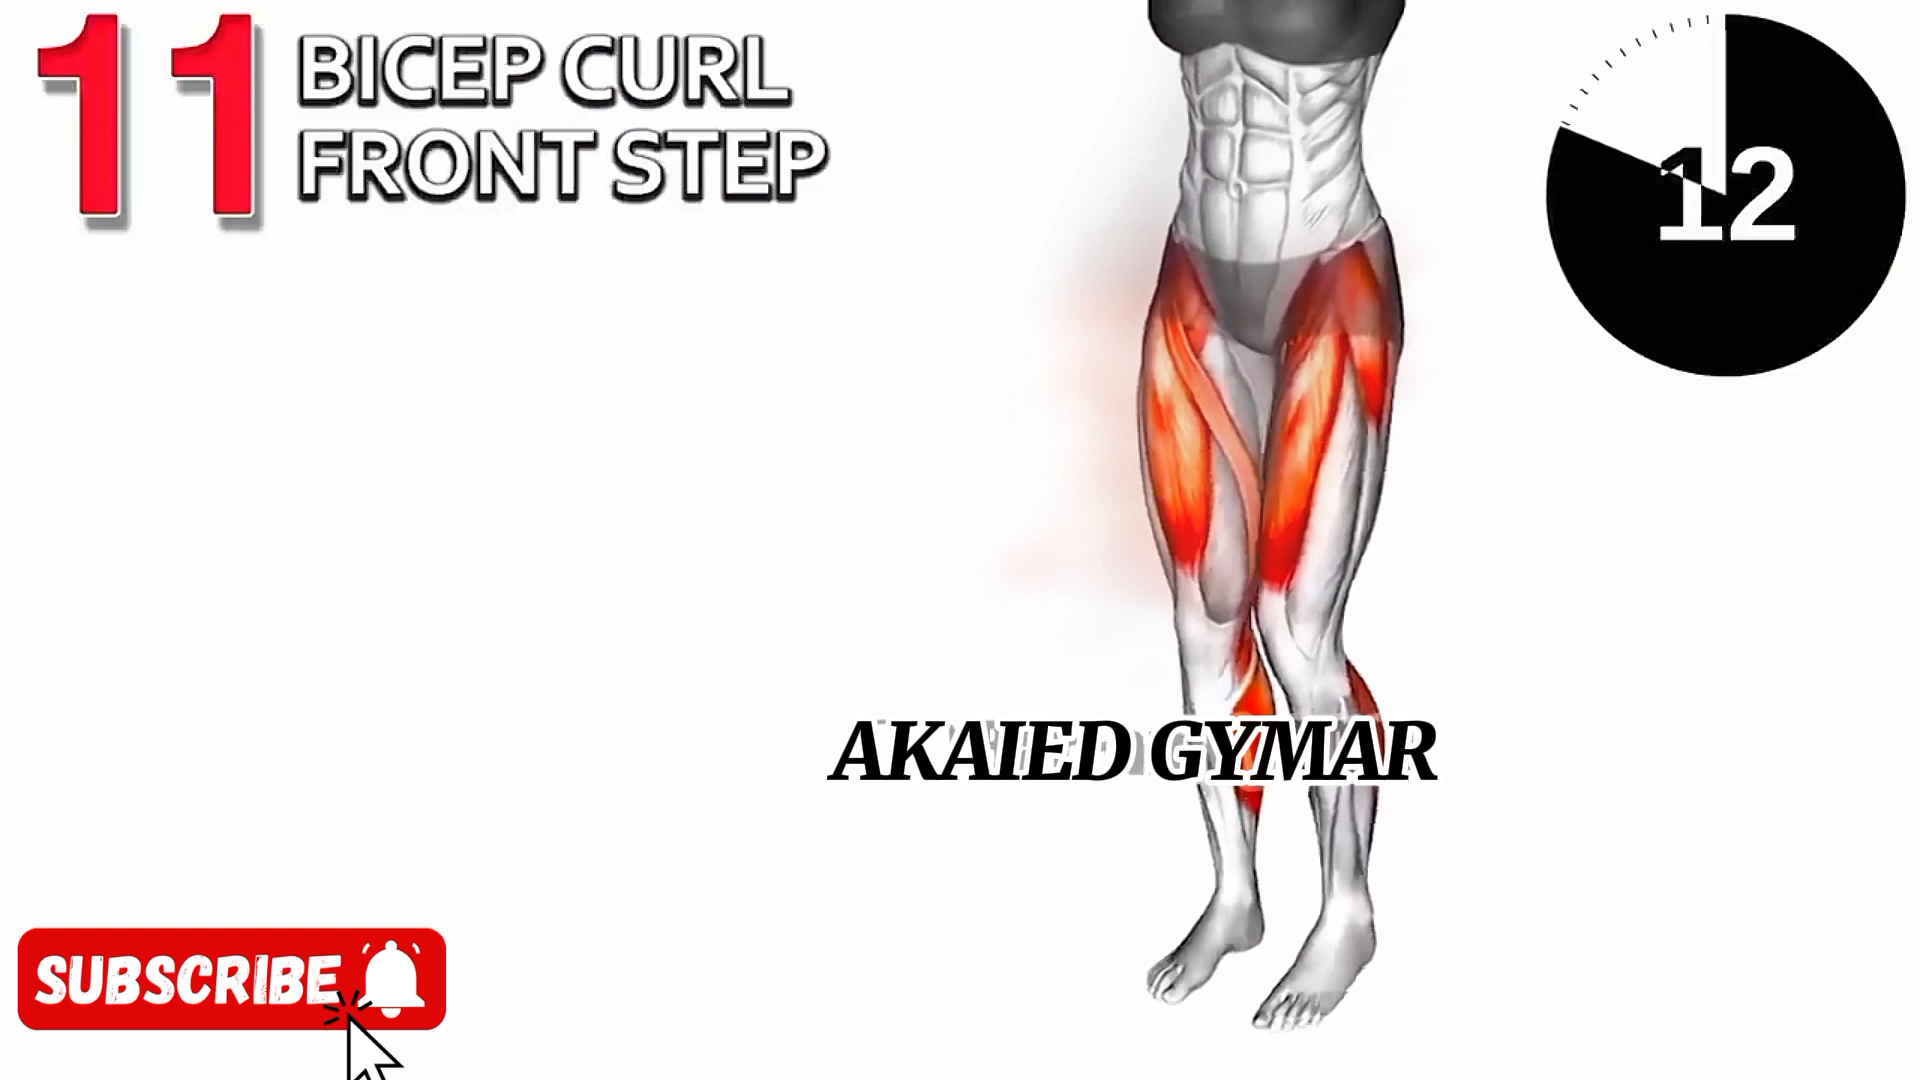 11
BICEP CURL
FRONT STEP
12
AKAIED GYMAR
SUBSCRIBE